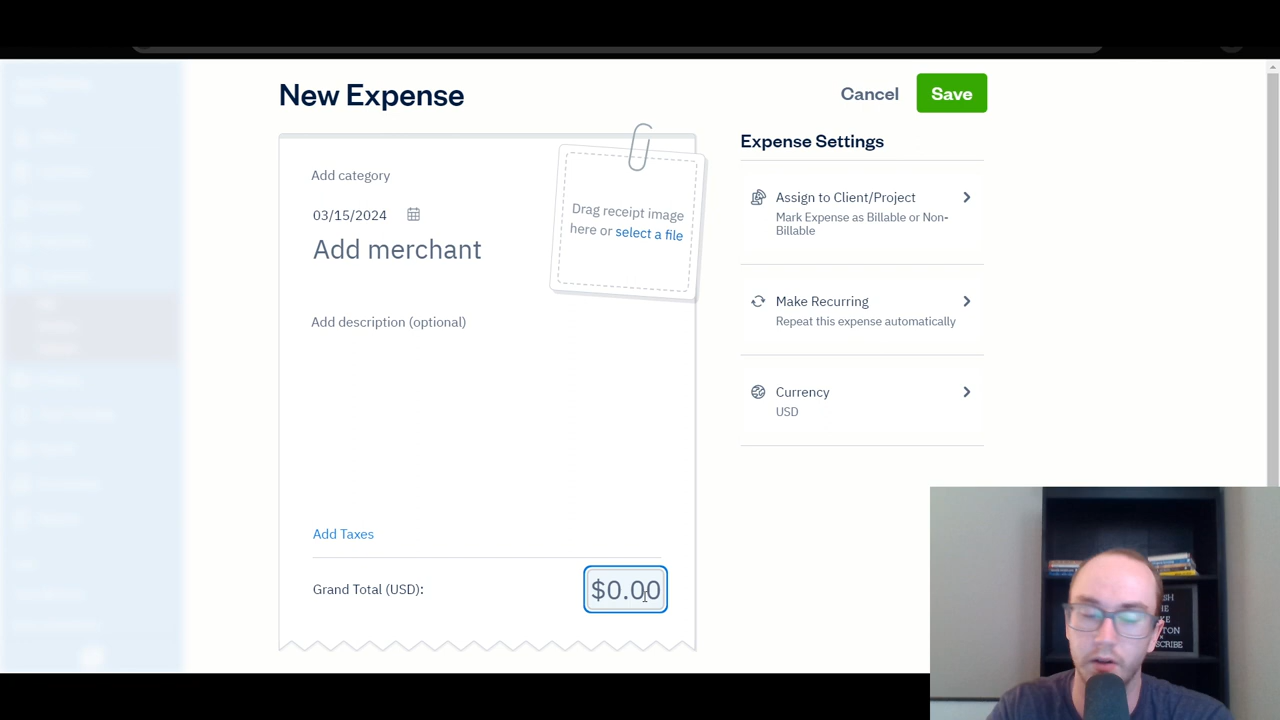 New Expense
Cancel
Save
Add category
03/15/2024
Add merchant
Drag receipt image
here or select a file
Add description (optional)
Add Taxes
Grand Total (USD):
$0.00
Expense Settings
Assign to Client/Project
Mark Expense as Billable or Non-
Billable
Make Recurring
Repeat this expense automatically
Currency
USD